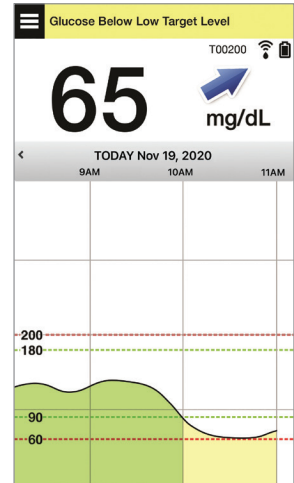 Glucose Below Low Target Level
T00200
65
mg/dL
< TODAY Nov 19, 2020
9AM 10AM 11AM
200
180
90
60